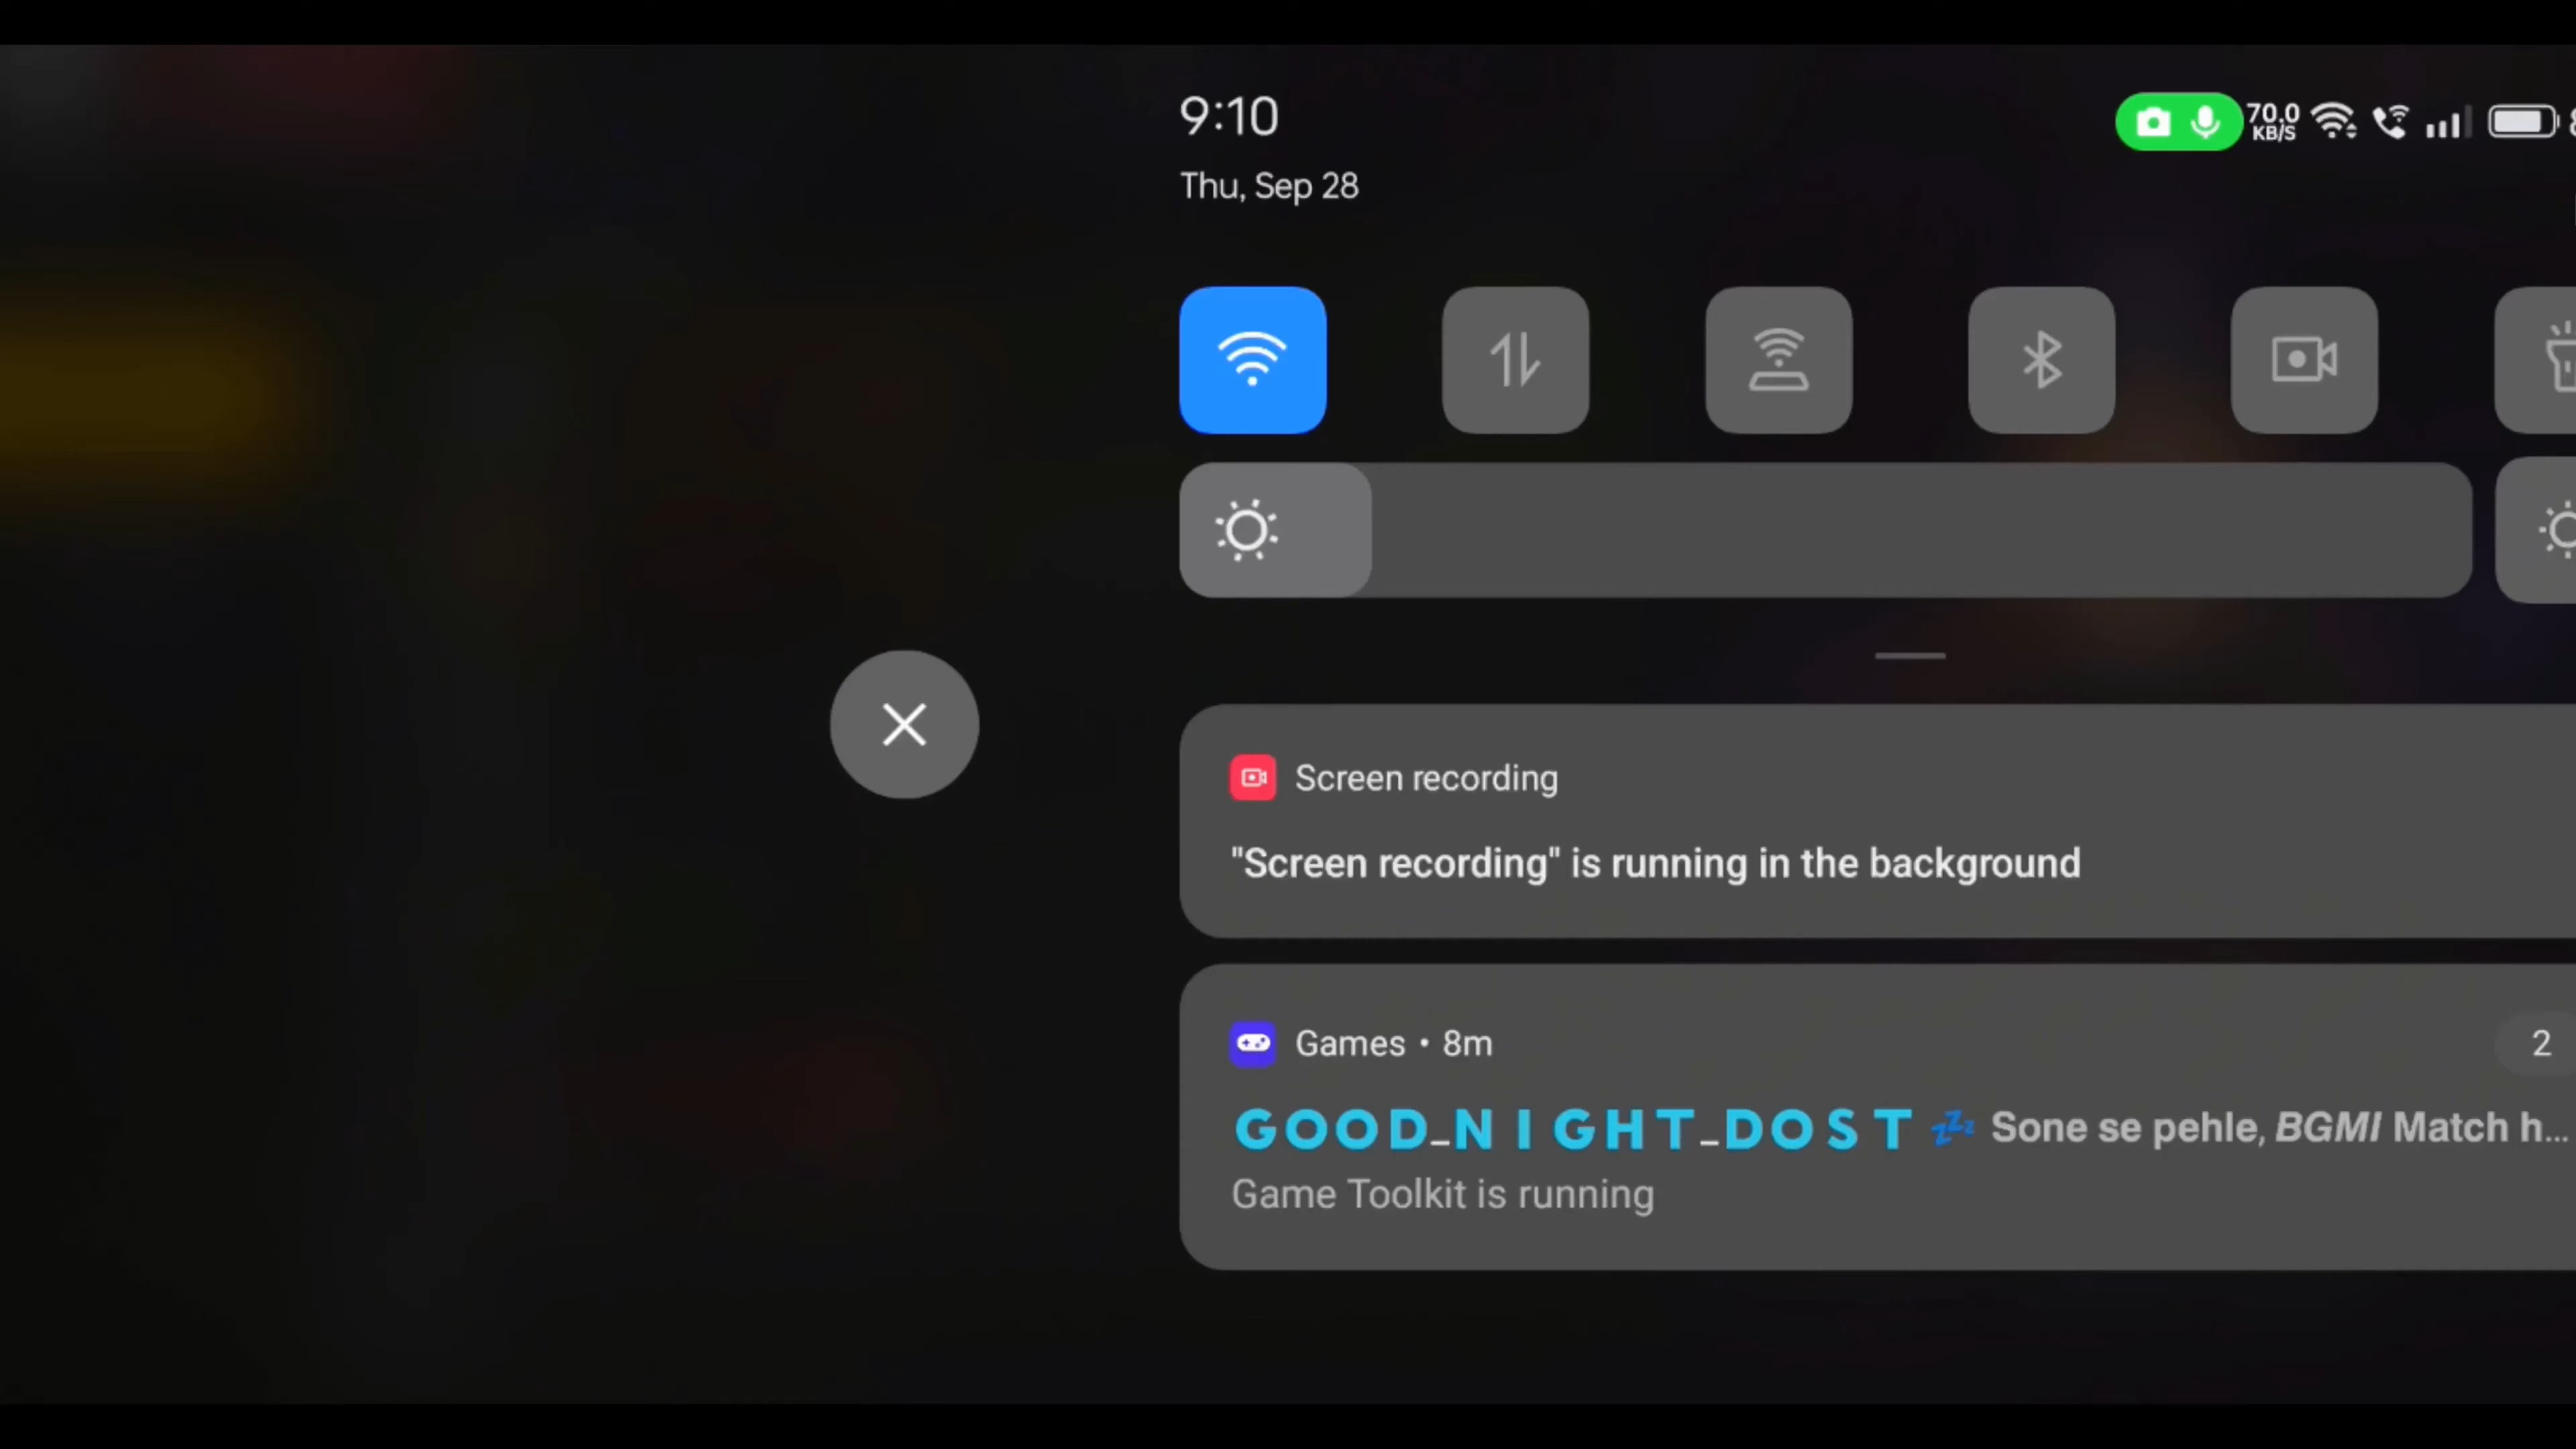 9:10
70.0
KB/S
Thu, Sep 28
Screen recording
"Screen recording" is running in the background
Games • 8m
2
GOOD_NIGHT_DOST 💤 Sone se pehle, BGMI Match h...
Game Toolkit is running